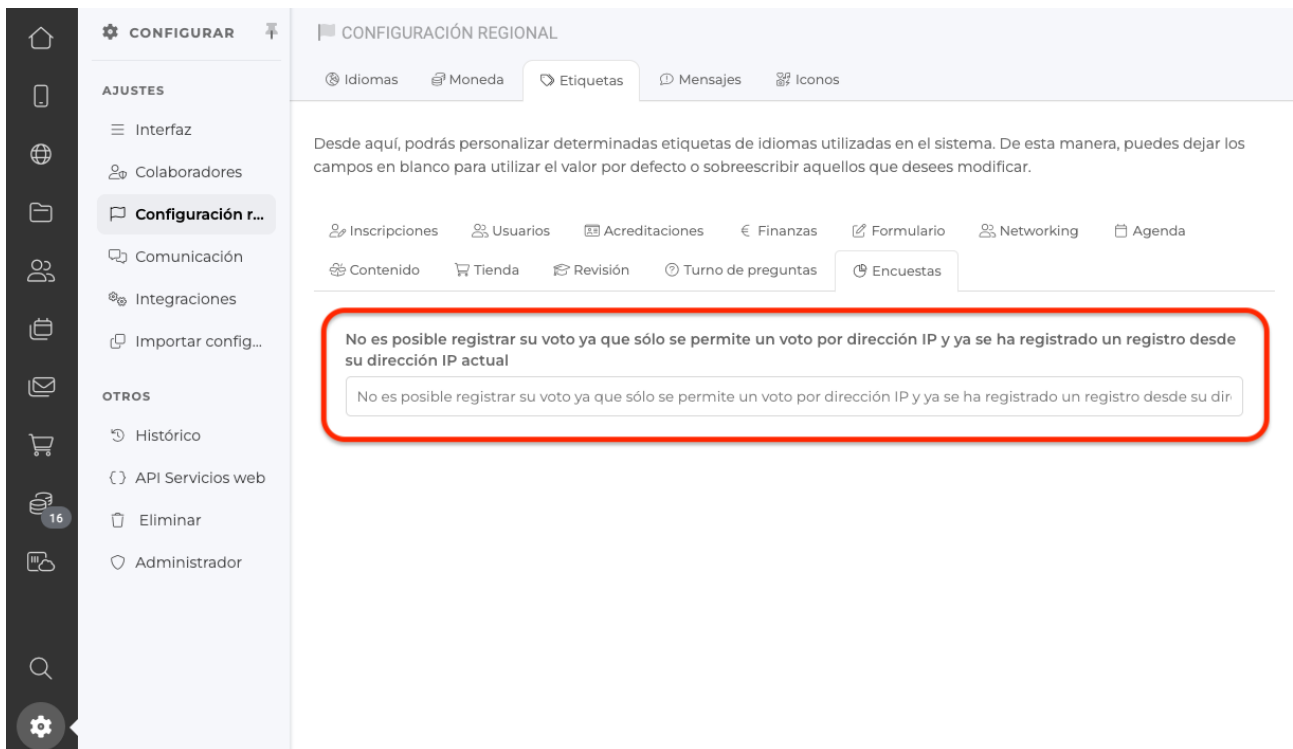 CONFIGURAR
AJUSTES
Interfaz
Colaboradores
Configuración r...
Comunicación
Integraciones
Importar config...
OTROS
Histórico
API Servicios web
Eliminar
Administrador
16
CONFIGURACIÓN REGIONAL
Idiomas Moneda Etiquetas Mensajes Iconos
Desde aquí, podrás personalizar determinadas etiquetas de idiomas utilizadas en el sistema. De esta manera, puedes dejar los
campos en blanco para utilizar el valor por defecto o sobreescribir aquellos que desees modificar.
Inscripciones Usuarios Acreditaciones € Finanzas Formulario Networking Agenda
Contenido Tienda Revisión Turno de preguntas Encuestas
No es posible registrar su voto ya que sólo se permite un voto por dirección IP y ya se ha registrado un registro desde
su dirección IP actual
No es posible registrar su voto ya que sólo se permite un voto por dirección IP y ya se ha registrado un registro desde su dir